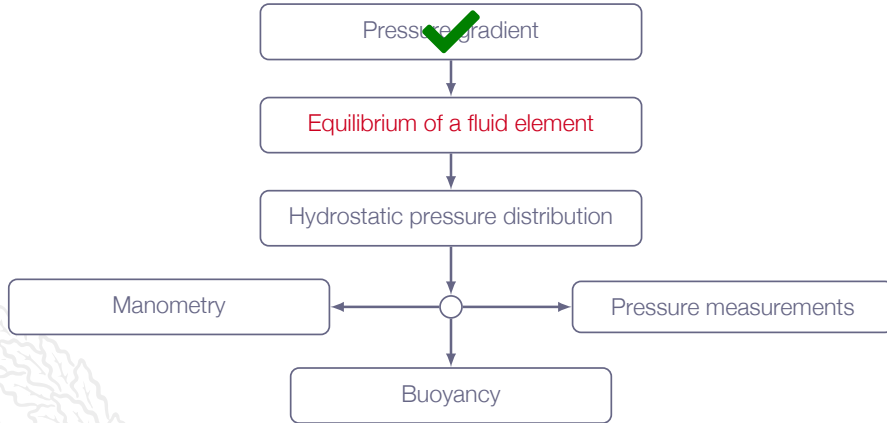 Pressure gradient
Equilibrium of a fluid element
Hydrostatic pressure distribution
Manometry
Pressure measurements
Buoyancy